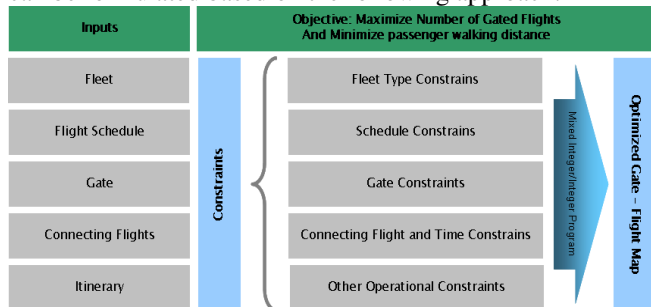 Inputs
Objective: Maximize Number of Gated Flights
And Minimize passenger walking distance
Fleet
Flight Schedule
Gate
Connecting Flights
Itinerary
Constraints
Fleet Type Constrains
Schedule Constrains
Gate Constraints
Connecting Flight and Time Constrains
Other Operational Constraints
Mixed Integer/Integer Program
Optimized Gate – Flight Map